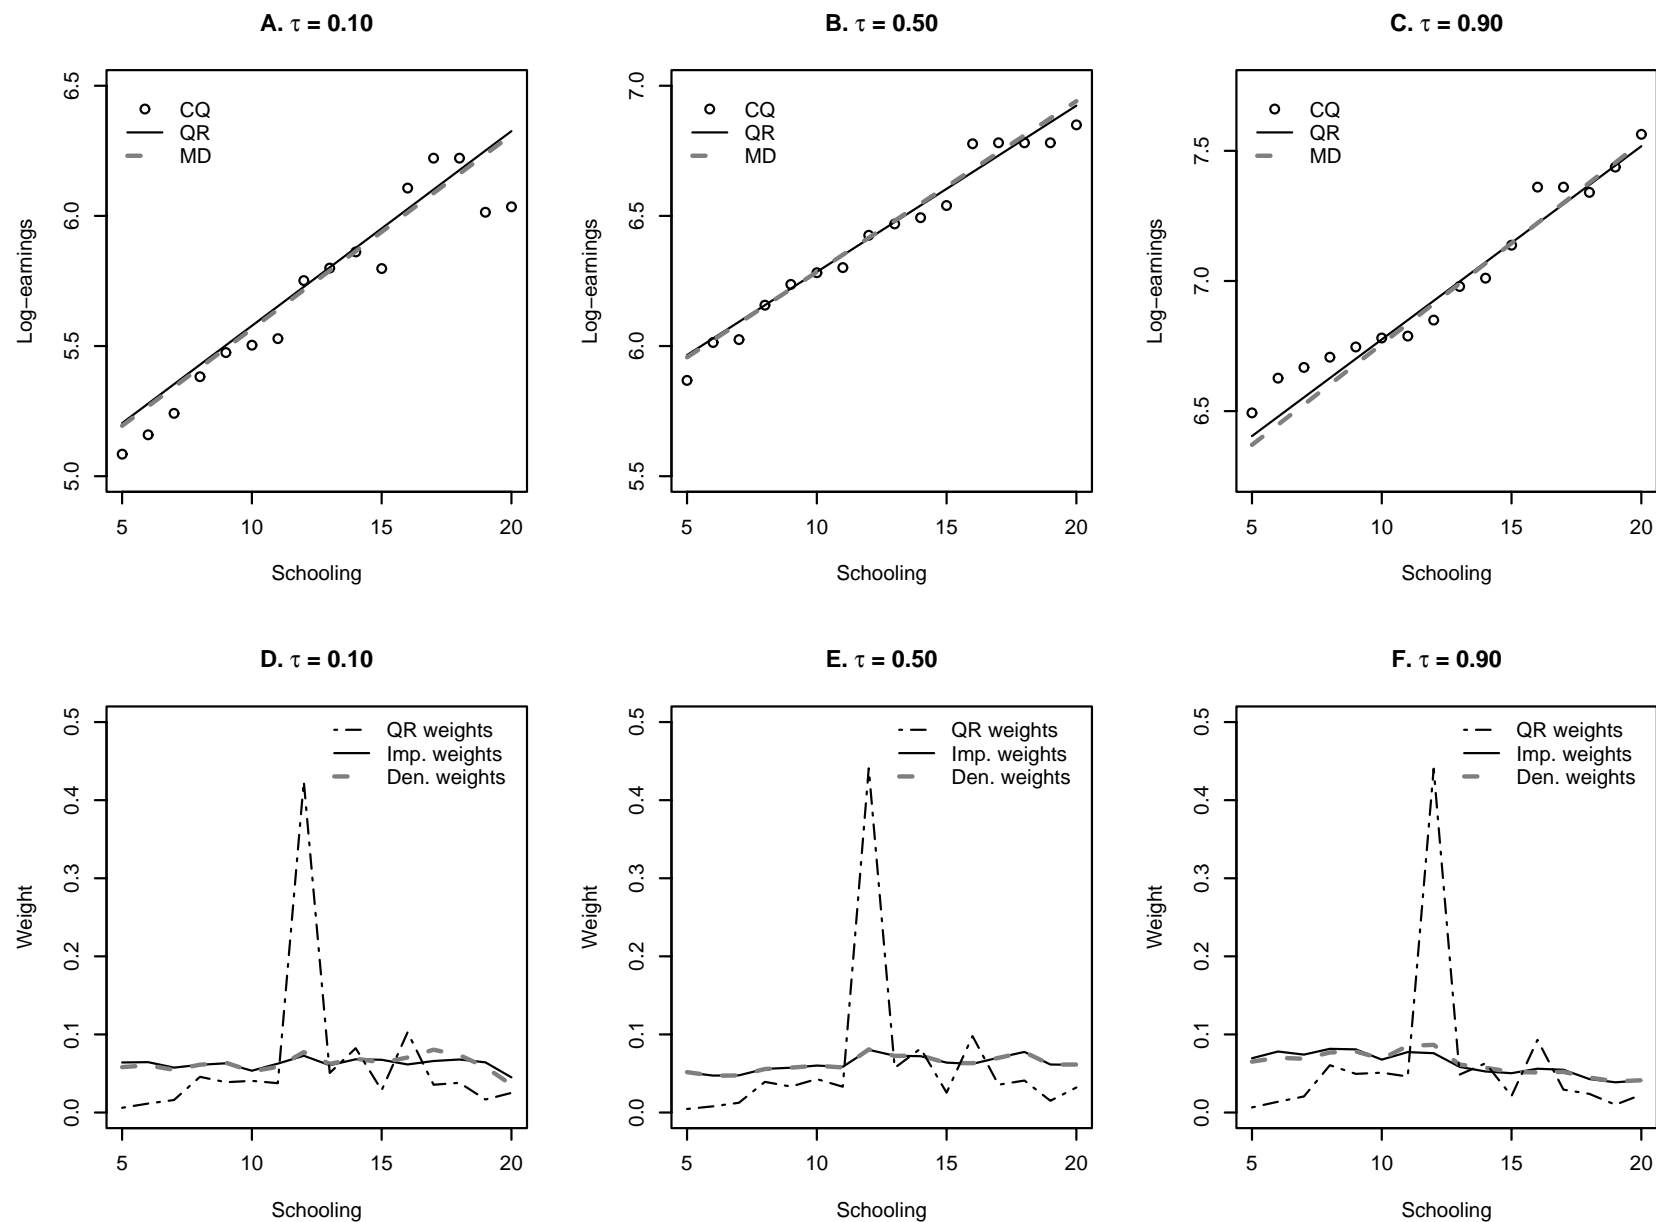 A. τ = 0.10
B. τ = 0.50
C. τ = 0.90
CQ
QR
MD
Log−earnings
5.0
5.5
6.0
6.5
5
10
15
20
Schooling
CQ
QR
MD
Log−earnings
5.5
6.0
6.5
7.0
5
10
15
20
Schooling
CQ
QR
MD
Log−earnings
6.5
7.0
7.5
5
10
15
20
Schooling
D. τ = 0.10
E. τ = 0.50
F. τ = 0.90
QR weights
Imp. weights
Den. weights
Weight
0.0
0.1
0.2
0.3
0.4
0.5
5
10
15
20
Schooling
QR weights
Imp. weights
Den. weights
Weight
0.0
0.1
0.2
0.3
0.4
0.5
5
10
15
20
Schooling
QR weights
Imp. weights
Den. weights
Weight
0.0
0.1
0.2
0.3
0.4
0.5
5
10
15
20
Schooling